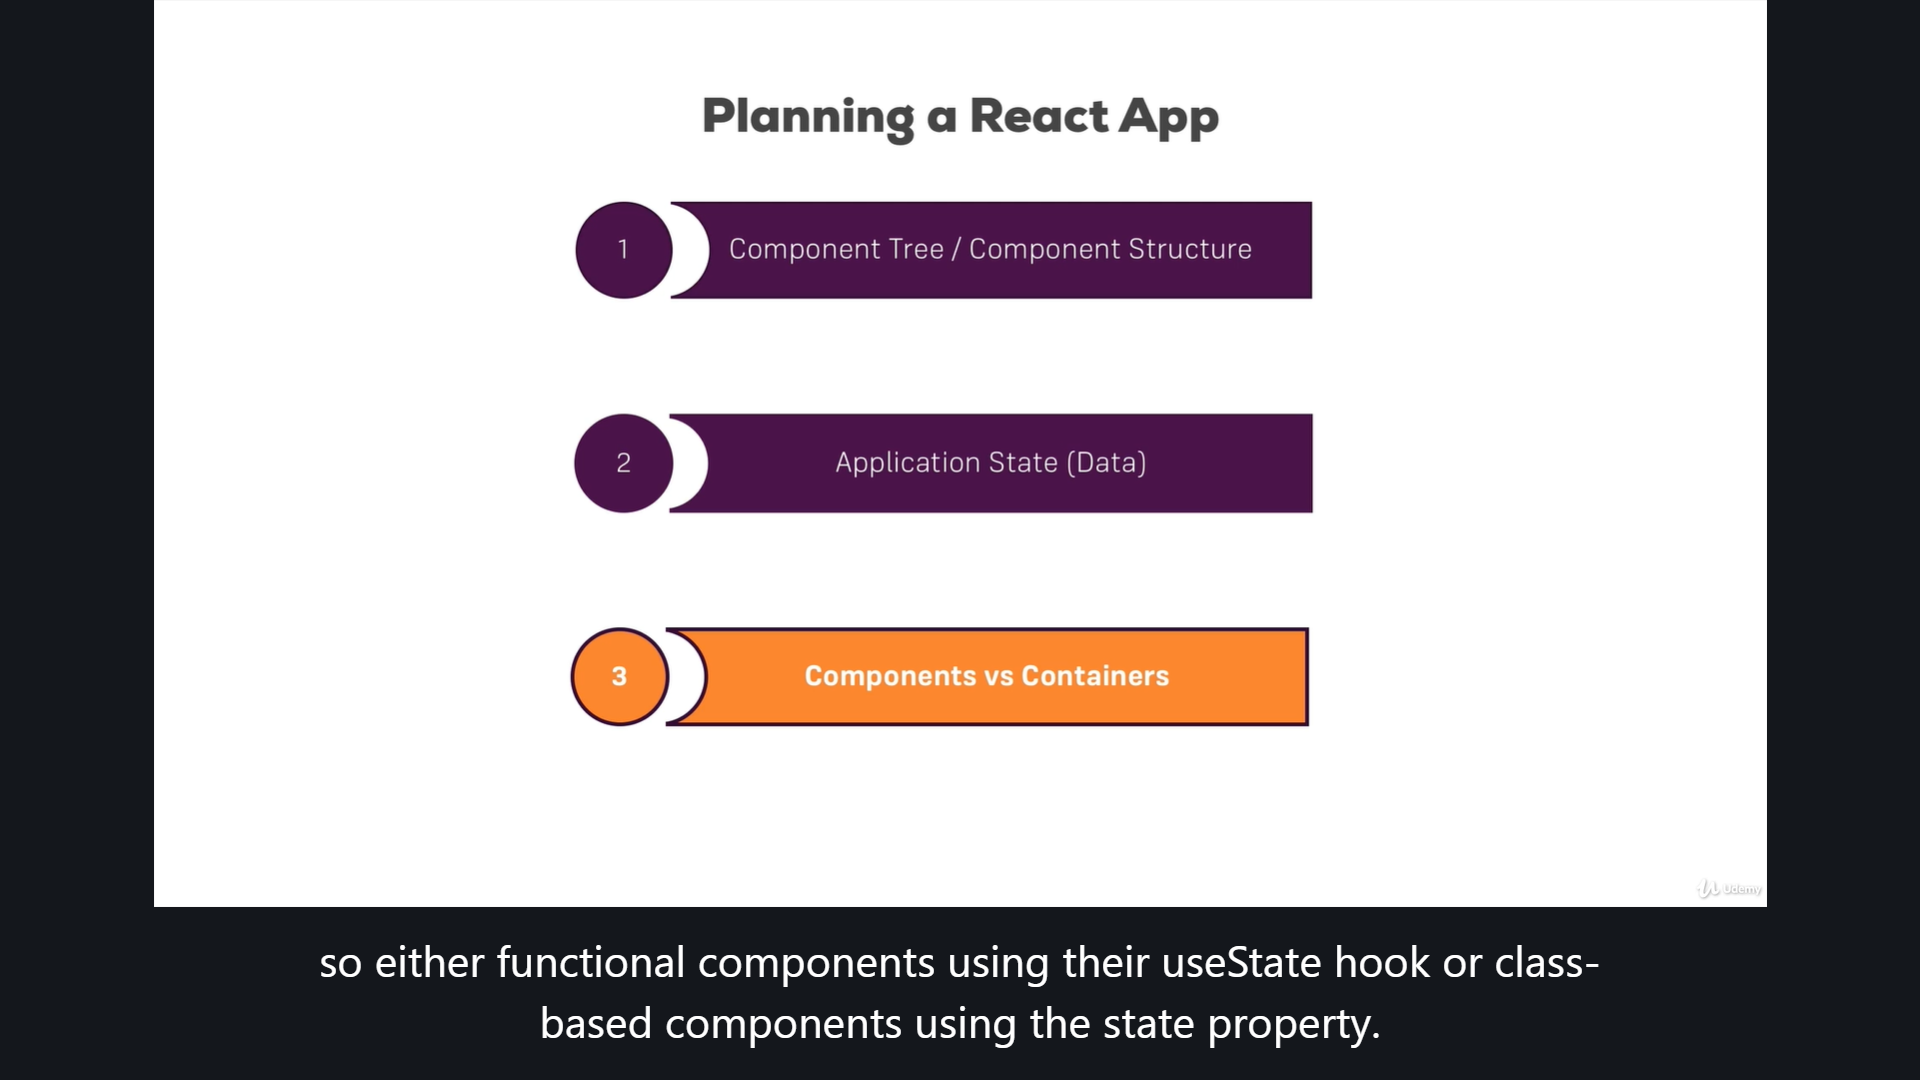 Planning a React App
1
Component Tree / Component Structure
2
Application State (Data)
3
Components vs Containers
Udemy
so either functional components using their useState hook or class-
based components using the state property.